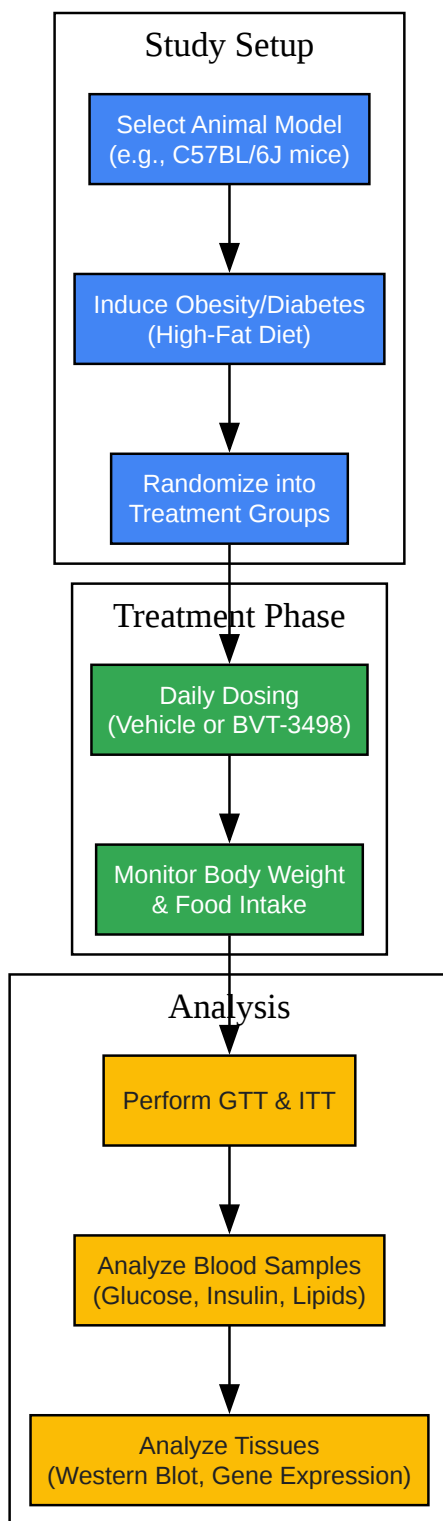 Study Setup
Select Animal Model
(e.g., C57BL/6J mice)
Induce Obesity/Diabetes
(High-Fat Diet)
Randomize into
Treatment Groups
Treatment Phase
Daily Dosing
(Vehicle or BVT-3498)
Monitor Body Weight
& Food Intake
Analysis
Perform GTT & ITT
Analyze Blood Samples
(Glucose, Insulin, Lipids)
Analyze Tissues
(Western Blot, Gene Expression)